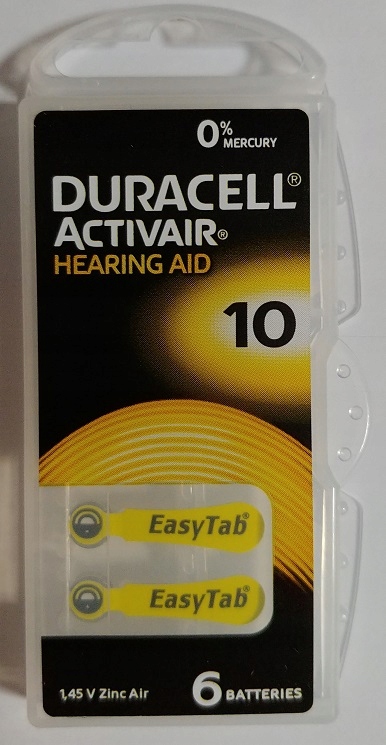 0% MERCURY
DURACELL®
ACTIVAIR®
HEARING AID
10
EasyTab®
EasyTab®
1,45 V Zinc Air
6 BATTERIES